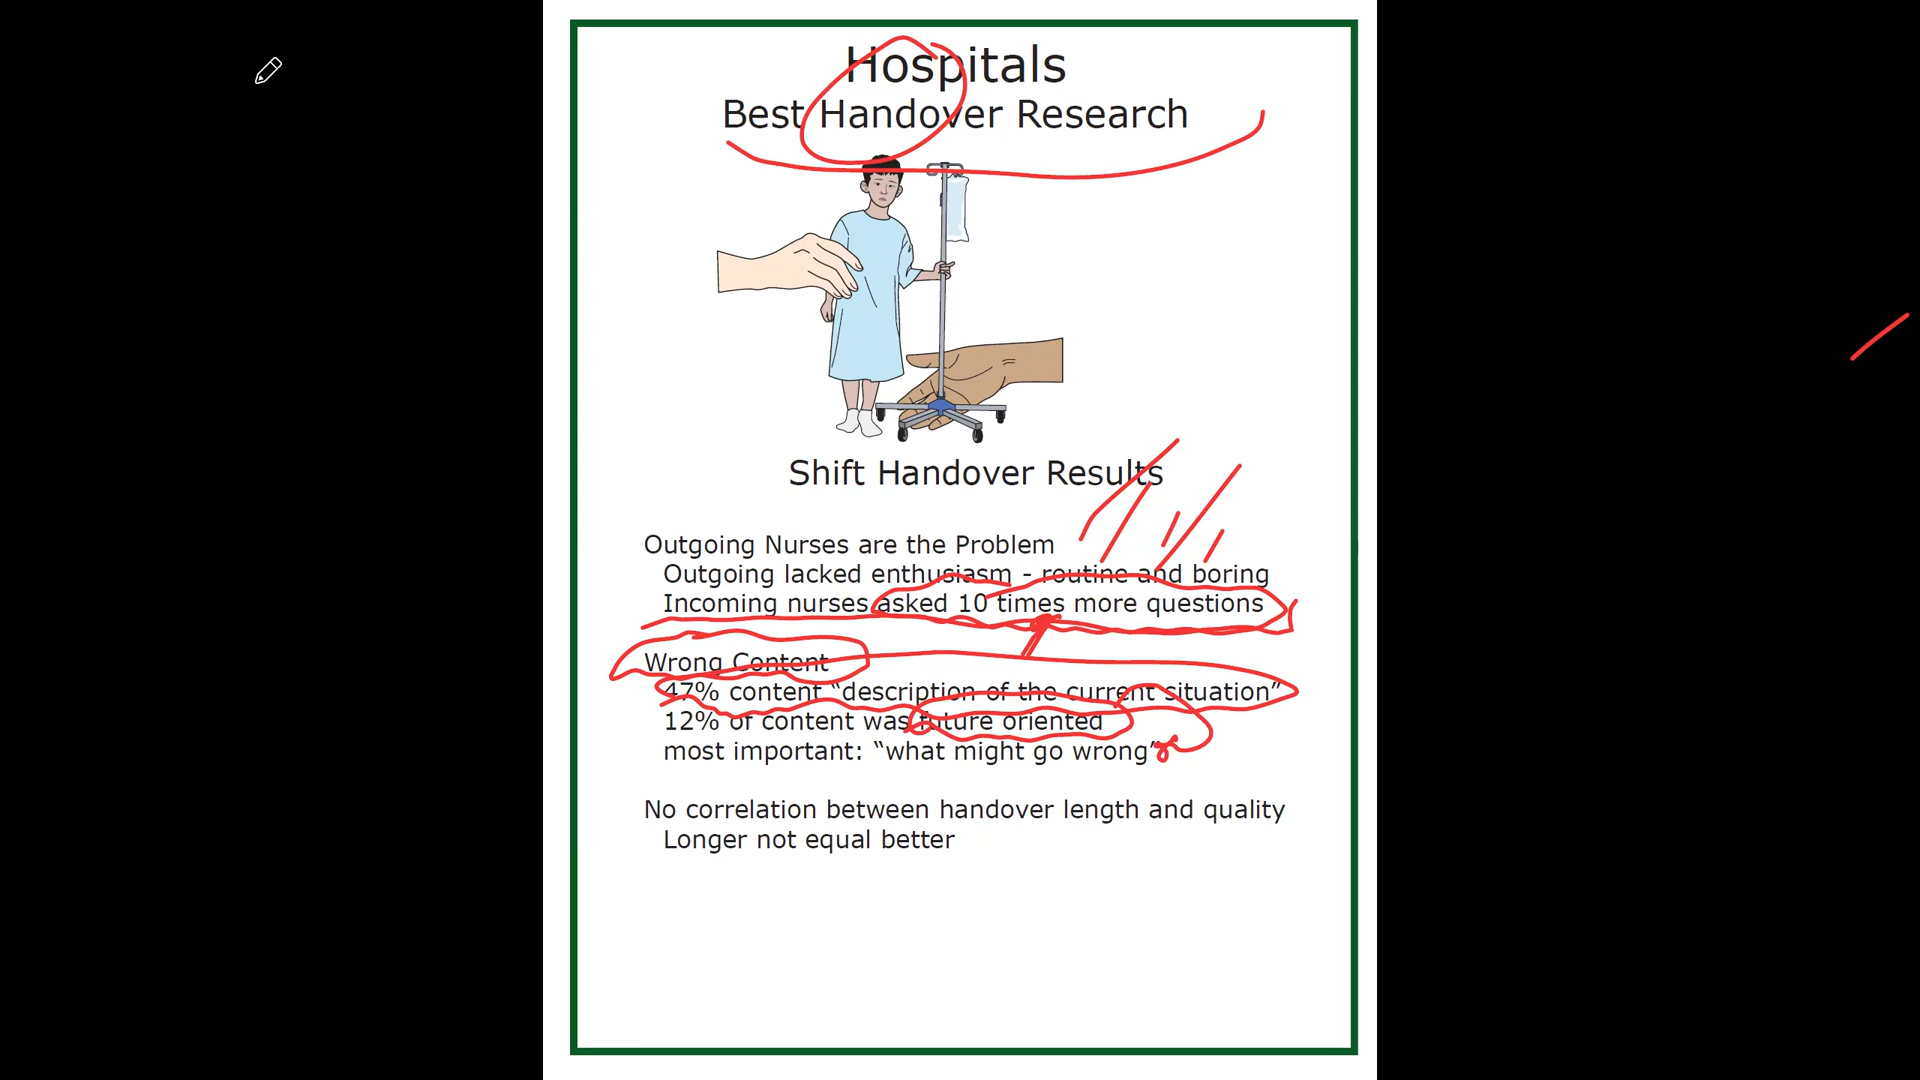 Hospitals
Best Handover Research
Shift Handover Results
Outgoing Nurses are the Problem
Outgoing lacked enthusiasm - routine and boring
Incoming nurses asked 10 times more questions
Wrong Content
47% content “description of the current situation”
12% of content was future oriented
most important: “what might go wrong”
No correlation between handover length and quality
Longer not equal better